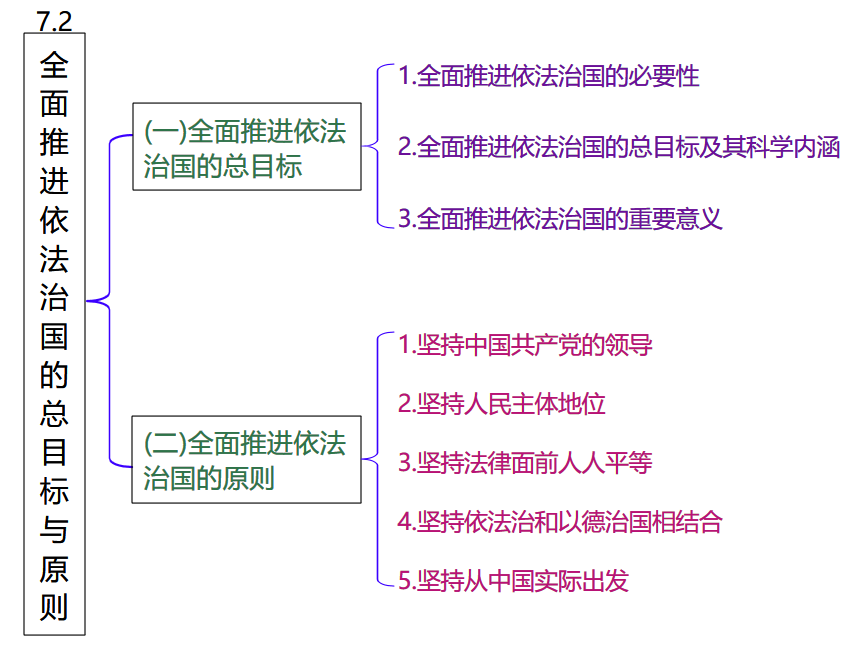 7.2
全面推进依法治国的总目标与原则
(一)全面推进依法
治国的总目标
1.全面推进依法治国的必要性
2.全面推进依法治国的总目标及其科学内涵
3.全面推进依法治国的重要意义
(二)全面推进依法
治国的原则
1.坚持中国共产党的领导
2.坚持人民主体地位
3.坚持法律面前人人平等
4.坚持依法治和以德治国相结合
5.坚持从中国实际出发